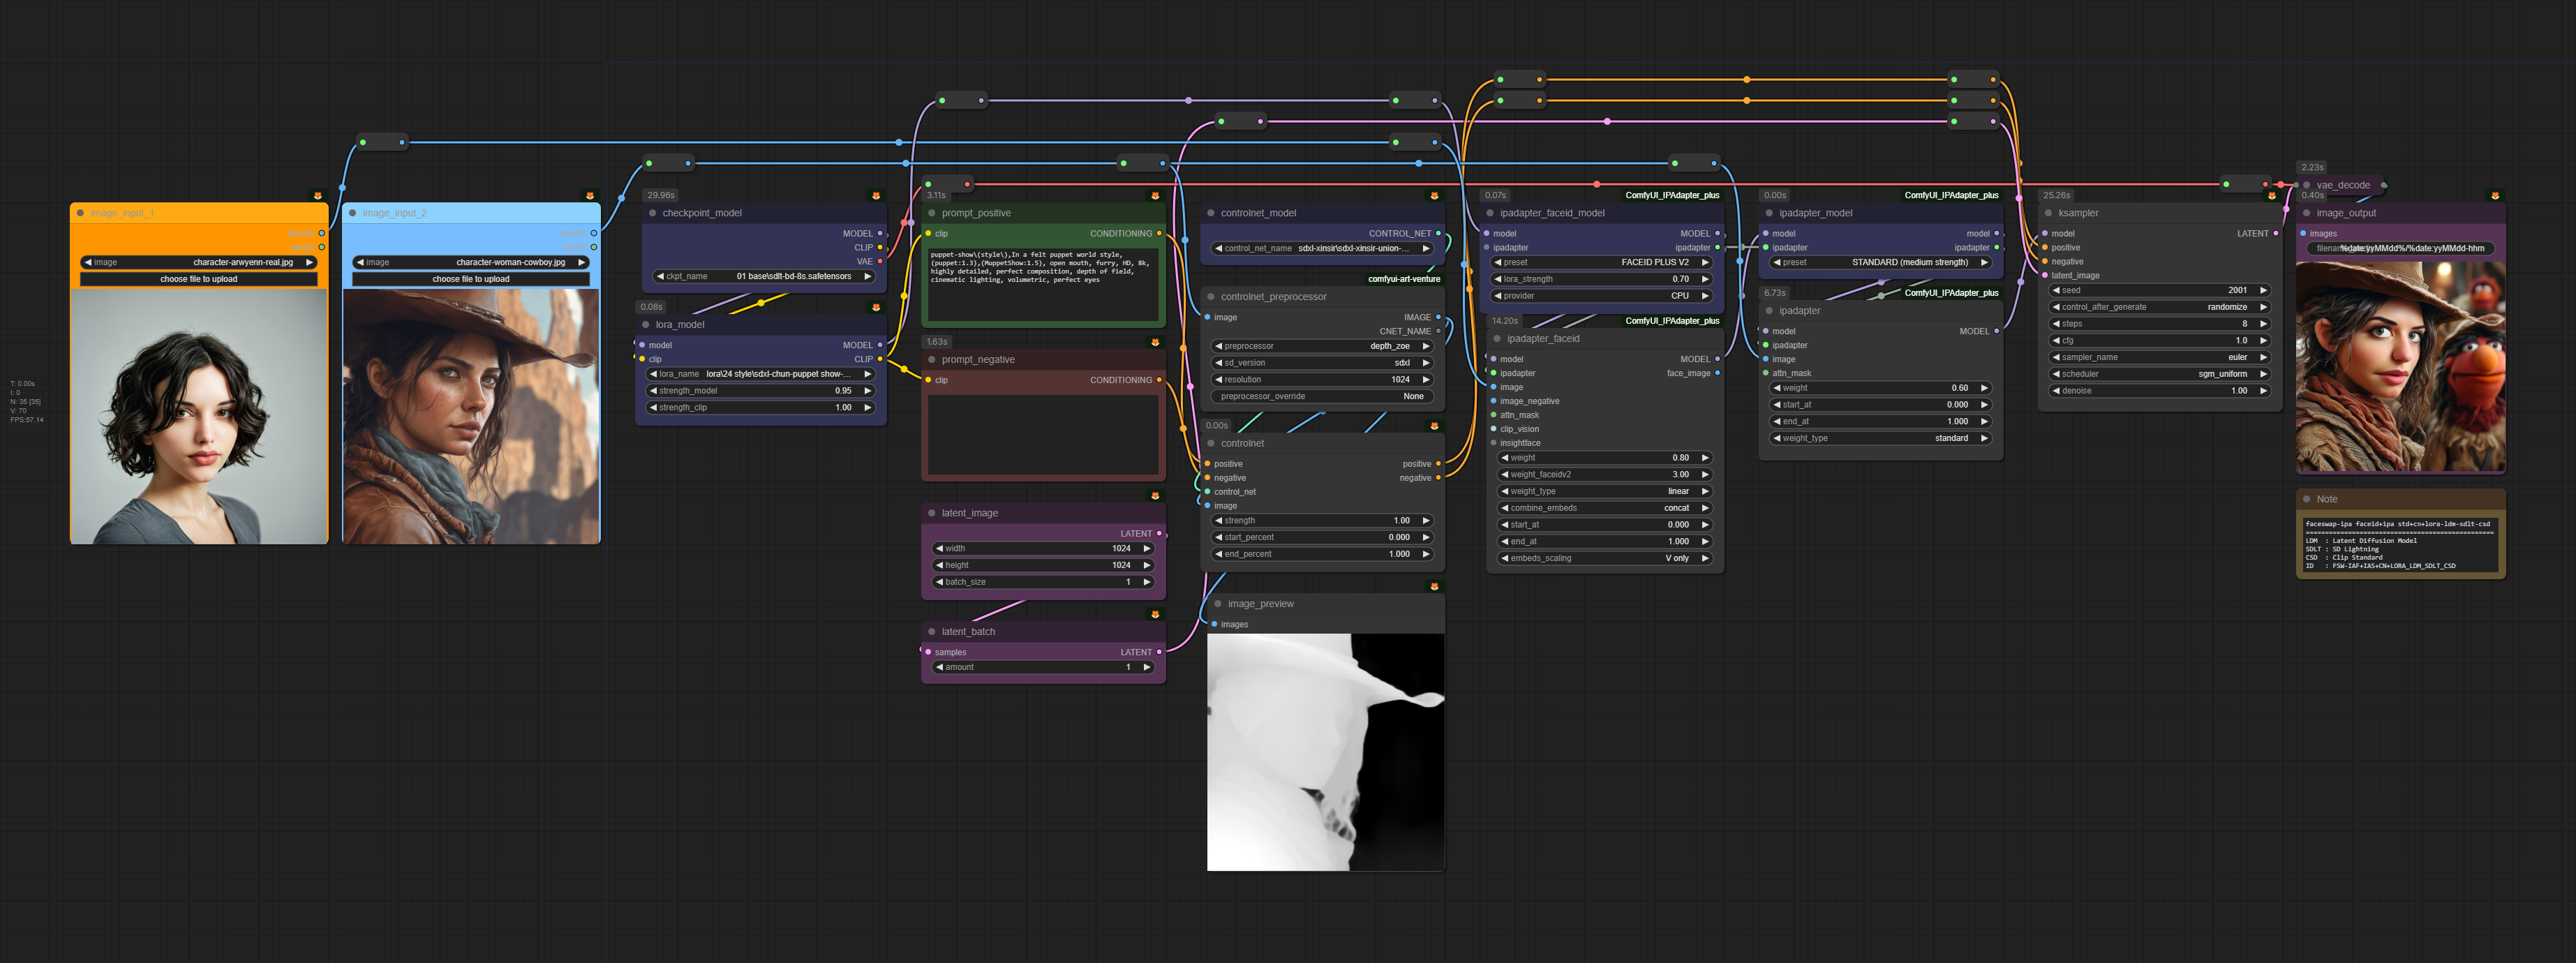 T: 0.00s
I: 0
N: 35 [35]
V: 70
FPS:57.14
image_input_1
IMAGE
MASK
image character-arwyenn-real.jpg
choose file to upload
image_input_2
MASK
image character-woman-cowboy.jpg
choose file to upload
29.96s
checkpoint_model
MODEL
CLIP
VAE
ckpt_name 01 base\sdlt-bd-8s.safetensors
0.08s
lora_model
model MODEL
clip CLIP
lora_name lora\24 style\sdxl-chun-puppet show-...
strength_model 0.95
strength_clip 1.00
3.11s
prompt_positive
clip CONDITIONING
puppet-show\(style\),In a felt puppet world style,
(puppet:1.3),(MuppetShow:1.5), open mouth, furry, HD, 8k,
highly detailed, perfect composition, depth of field,
cinematic lighting, volumetric, perfect eyes
1.63s
prompt_negative
clip CONDITIONING
latent_image
LATENT
width 1024
height 1024
batch_size 1
latent_batch
samples LATENT
amount 1
controlnet_model
CONTROL_NET
control_net_name sdxl-xinsir\sdxl-xinsir-union-...
comfyui-art-venture
controlnet_preprocessor
image IMAGE
CNET_NAME
preprocessor depth_zoe
sd_version sdxl
resolution 1024
preprocessor_override None
0.00s
controlnet
positive positive
negative negative
control_net
image
strength 1.00
start_percent 0.000
end_percent 1.000
image_preview
images
0.07s ComfyUI_IPAdapter_plus
ipadapter_faceid_model
model MODEL
ipadapter ipadapter
preset FACEID PLUS V2
lora_strength 0.70
provider CPU
14.20s ComfyUI_IPAdapter_plus
ipadapter_faceid
model MODEL
ipadapter face_image
image
image_negative
attn_mask
clip_vision
insightface
weight 0.80
weight_faceidv2 3.00
weight_type linear
combine_embeds concat
start_at 0.000
end_at 1.000
embeds_scaling V only
0.00s ComfyUI_IPAdapter_plus
ipadapter_model
model model
ipadapter ipadapter
preset STANDARD (medium strength)
6.73s ComfyUI_IPAdapter_plus
ipadapter
model MODEL
ipadapter
image
attn_mask
weight 0.60
start_at 0.000
end_at 1.000
weight_type standard
25.26s
ksampler
model LATENT
positive
negative
latent_image
seed 2001
control_after_generate randomize
steps 8
cfg 1.0
sampler_name euler
scheduler sgm_uniform
denoise 1.00
2.23s
vae_decode
0.40s
image_output
images
%date:yyMMdd%/%date:yyMMdd-hhm
Note
faceswap-ipa faceid+ipa std+cn+lora-ldm-sdlt-csd
================================================
LDM : Latent Diffusion Model
SDLT : SD Lightning
CSD : Clip Standard
ID : FSW-IAF+IAS+CN+LORA_LDM_SDLT_CSD